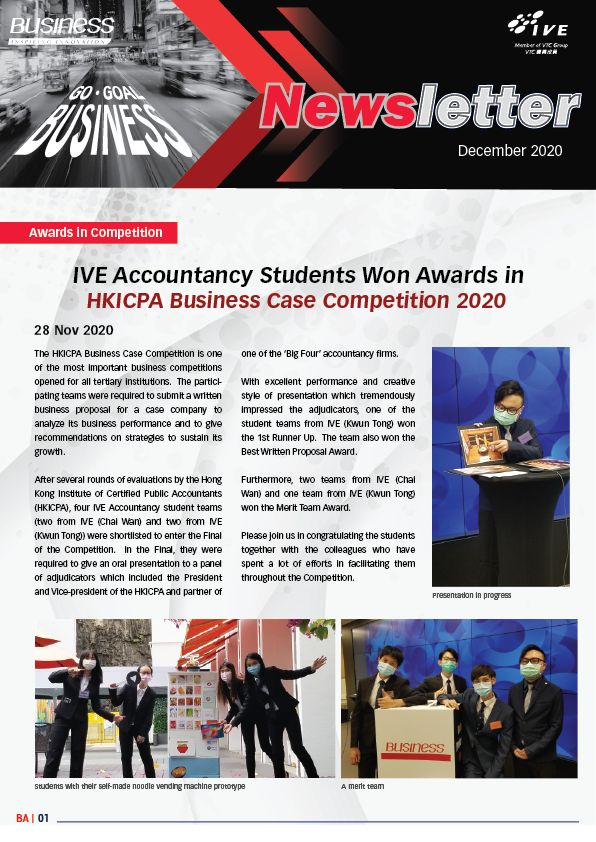 BUSINESS
INSPIRING INNOVATION
IVE
Member of VTC Group
VTC 機構成員
GO · GOAL
BUSINESS
Newsletter
December 2020
Awards in Competition
IVE Accountancy Students Won Awards in
HKICPA Business Case Competition 2020
28 Nov 2020
The HKICPA Business Case Competition is one
of the most important business competitions
opened for all tertiary institutions. The partici-
pating teams were required to submit a written
business proposal for a case company to
analyze its business performance and to give
recommendations on strategies to sustain its
growth.
After several rounds of evaluations by the Hong
Kong Institute of Certified Public Accountants
(HKICPA), four IVE Accountancy student teams
(two from IVE (Chai Wan) and two from IVE
(Kwun Tong)) were shortlisted to enter the Final
of the Competition. In the Final, they were
required to give an oral presentation to a panel
of adjudicators which included the President
and Vice-president of the HKICPA and partner of
one of the ‘Big Four’ accountancy firms.
With excellent performance and creative
style of presentation which tremendously
impressed the adjudicators, one of the
student teams from IVE (Kwun Tong) won
the 1st Runner Up. The team also won the
Best Written Proposal Award.
Furthermore, two teams from IVE (Chai
Wan) and one team from IVE (Kwun Tong)
won the Merit Team Award.
Please join us in congratulating the students
together with the colleagues who have
spent a lot of efforts in facilitating them
throughout the Competition.
Presentation in progress
BUSINESS
Students with their self-made noodle vending machine prototype
A merit team
BA | 01